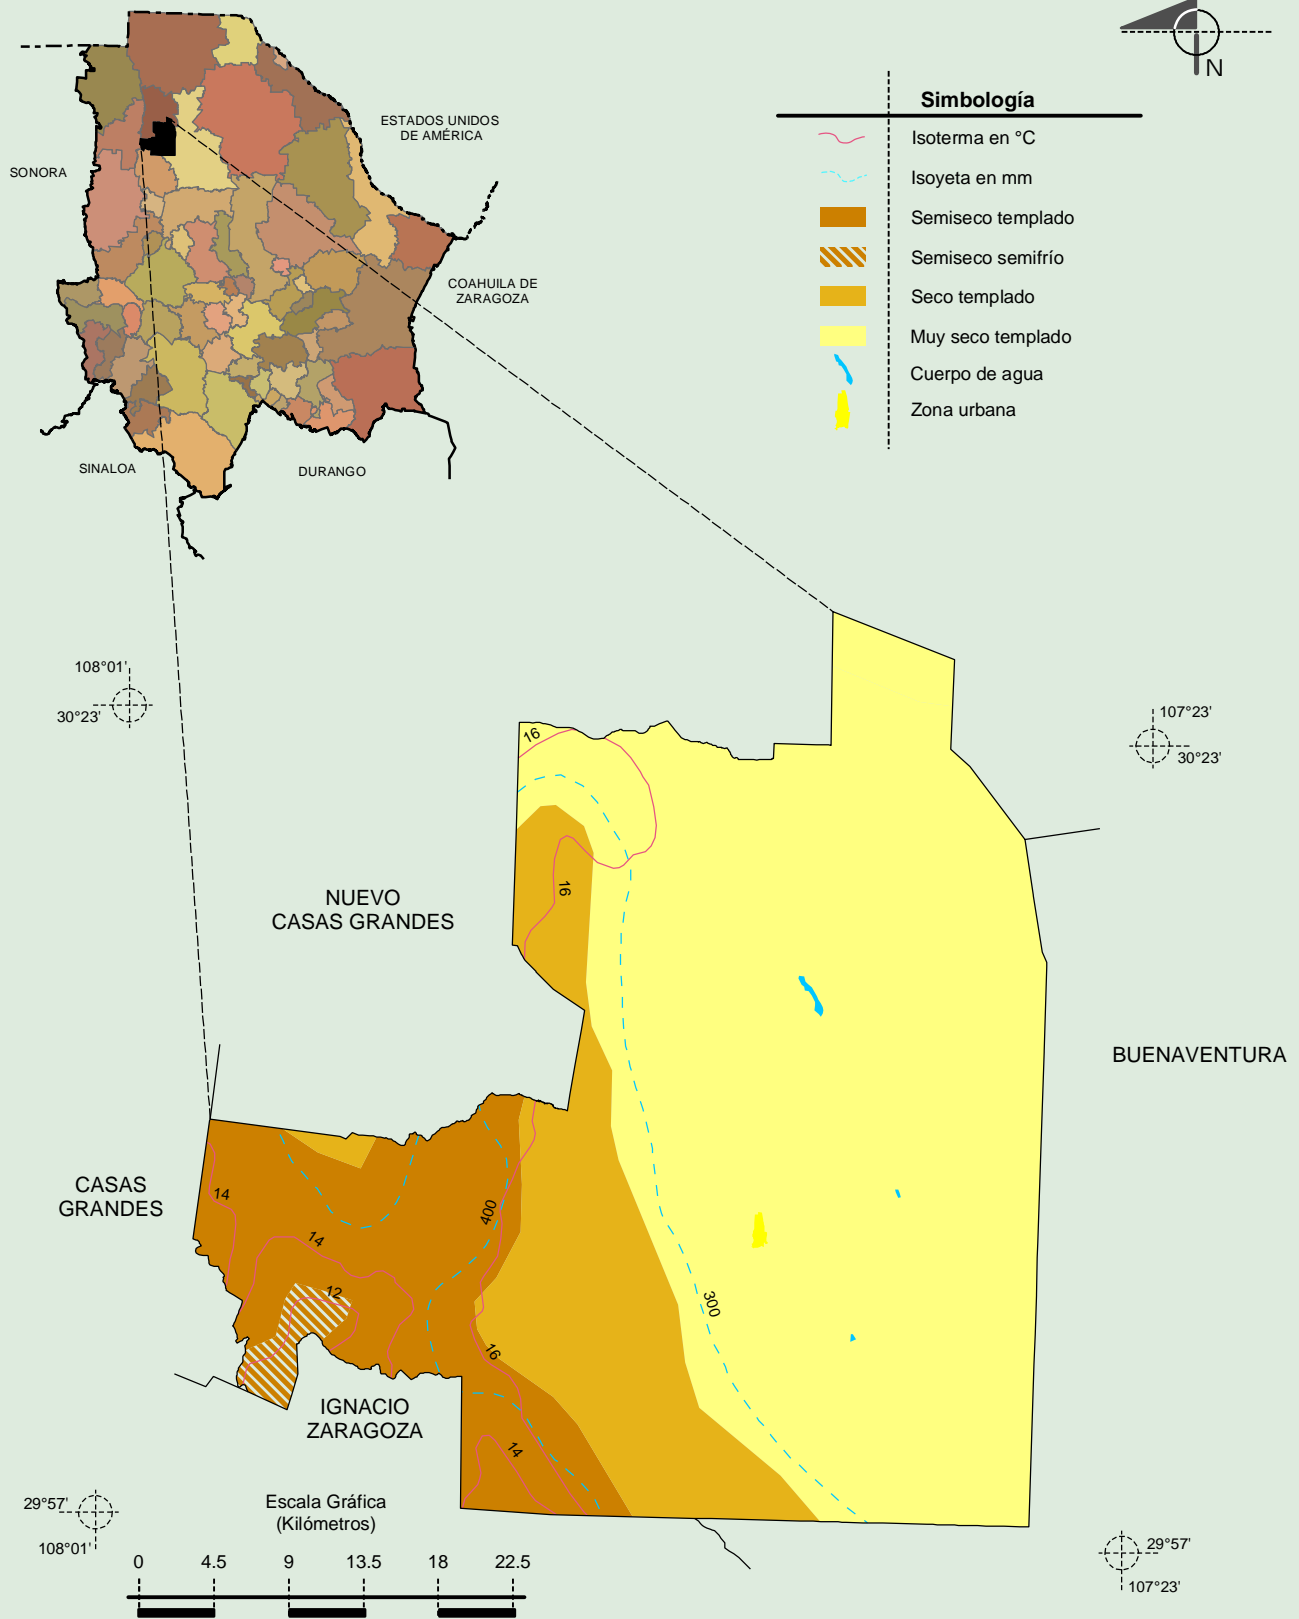 N
ESTADOS UNIDOS
DE AMÉRICA
SONORA
COAHUILA DE
ZARAGOZA
SINALOA
DURANGO
Simbología
Isoterma en °C
Isoyeta en mm
Semiseco templado
Semiseco semifrío
Seco templado
Muy seco templado
Cuerpo de agua
Zona urbana
108°01'
30°23'
107°23'
30°23'
16
16
NUEVO
CASAS GRANDES
BUENAVENTURA
CASAS
GRANDES
14
14
400
12
300
16
14
IGNACIO
ZARAGOZA
29°57'
108°01'
29°57'
107°23'
Escala Gráfica
(Kilómetros)
0 4.5 9 13.5 18 22.5